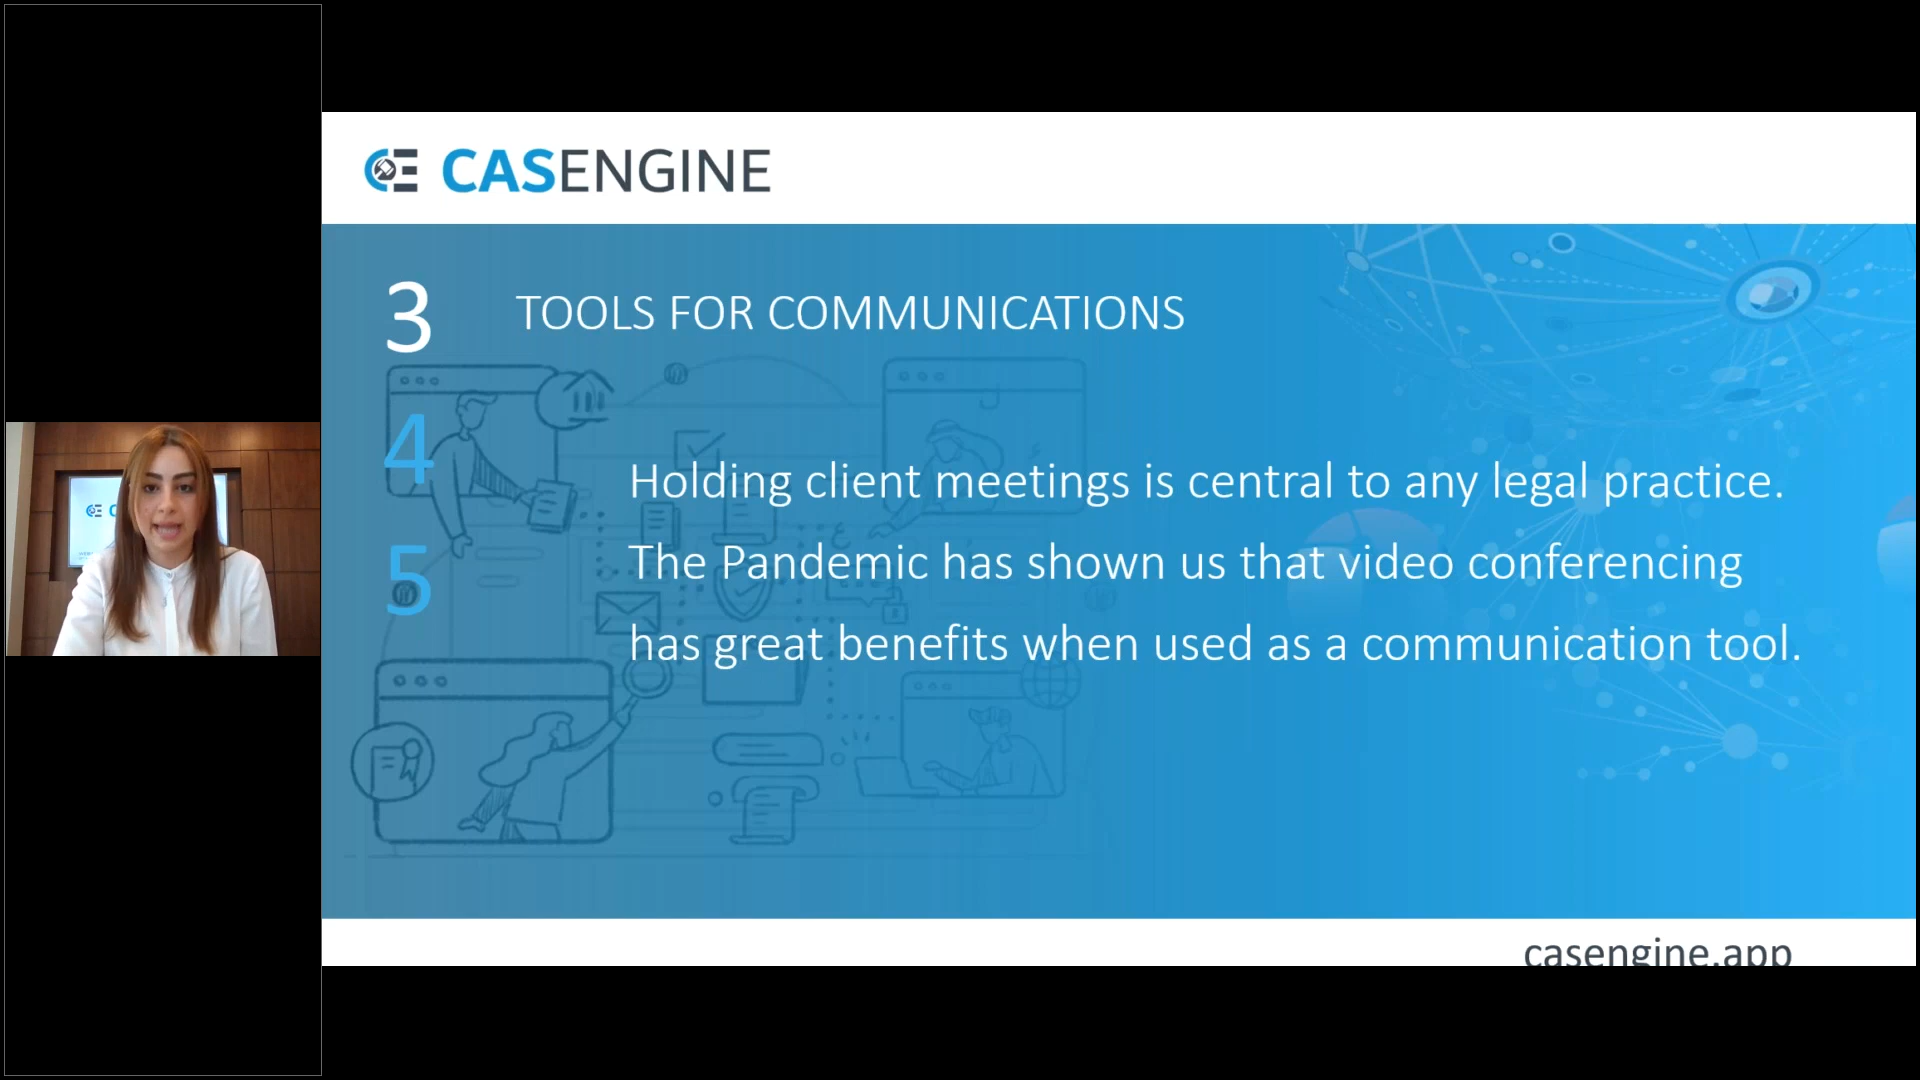 CASENGINE
3 TOOLS FOR COMMUNICATIONS
4
5
Holding client meetings is central to any legal practice.
The Pandemic has shown us that video conferencing
has great benefits when used as a communication tool.
casengine.app